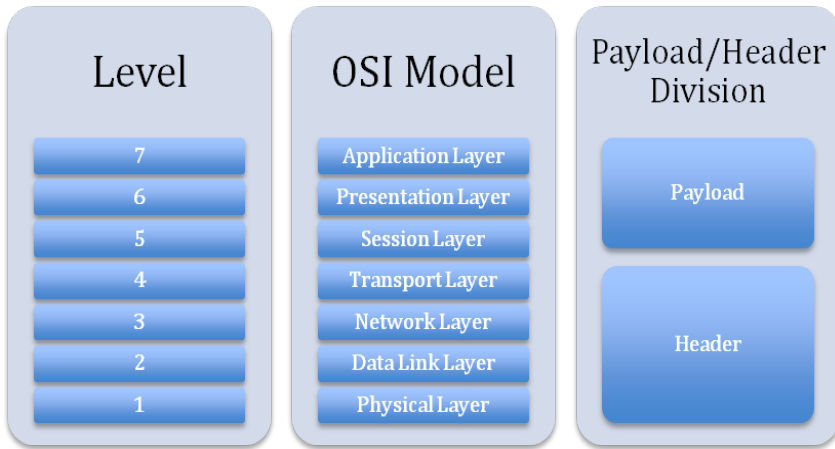 Level
7
6
5
4
3
2
1
OSI Model
Application Layer
Presentation Layer
Session Layer
Transport Layer
Network Layer
Data Link Layer
Physical Layer
Payload/Header
Division
Payload
Header